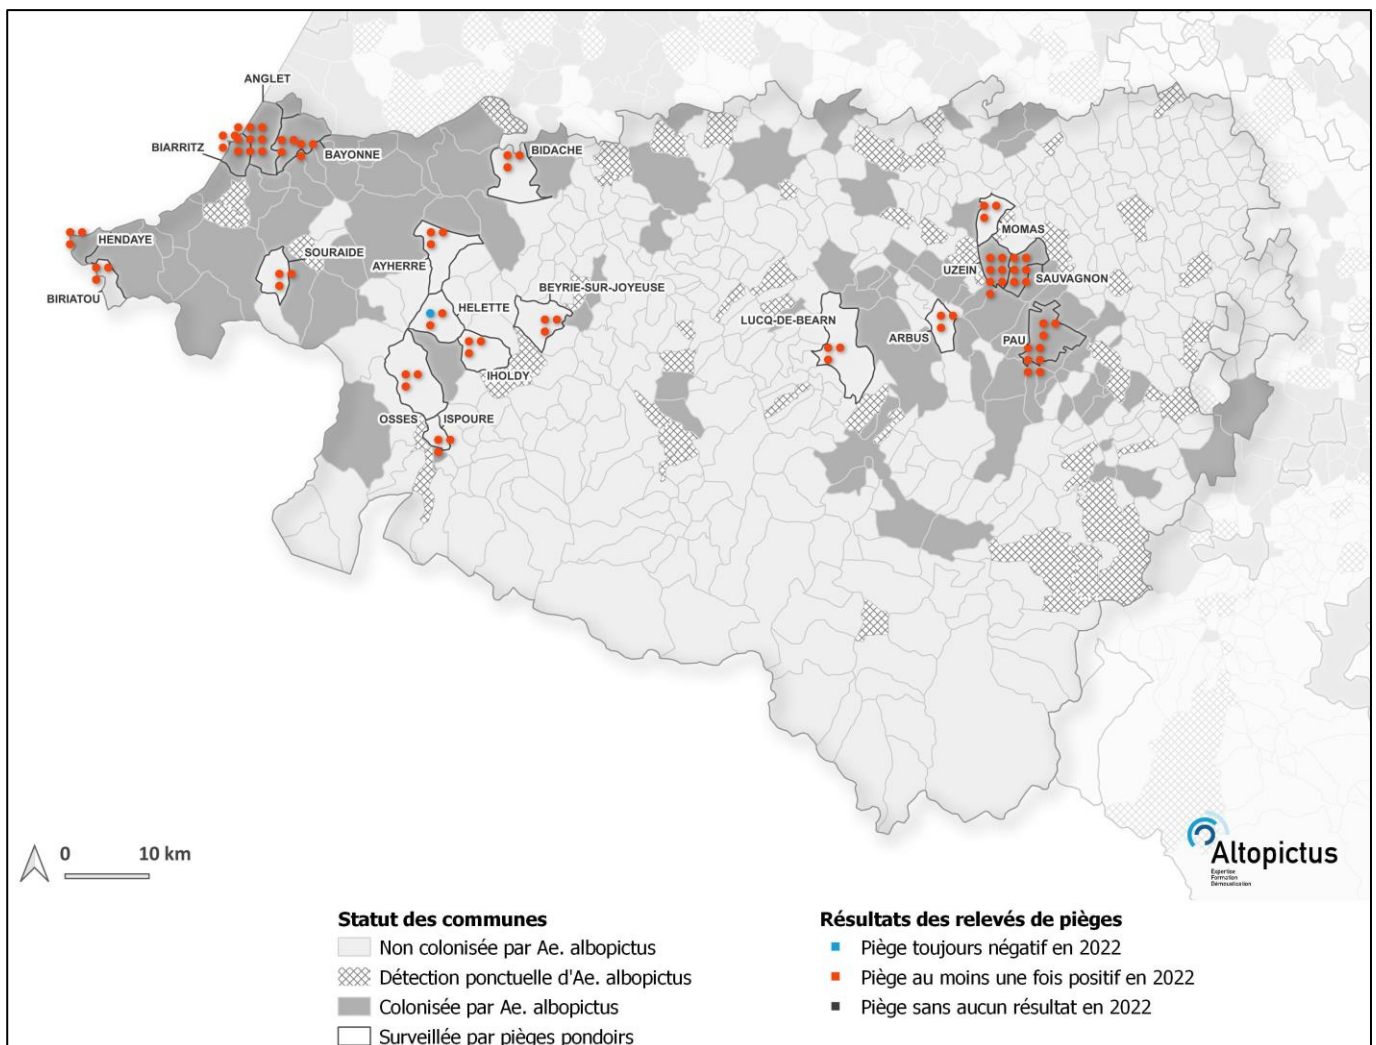 ANGLET
BIARRITZ
BAYONNE
BIDACHE
HENDAYE
SOURAIDE
AYHERRE
BIRIATOU
HELETTE
BEYRIE-SUR-JOYEUSE
IHOLDY
OSSES
ISPOURE
MOMAS
UZEIN
SAUVAGNON
LUCQ-DE-BEARN
ARBUS
PAU
0 10 km
Altopictus
Expertise
Formation
Démoustication
Statut des communes
Non colonisée par Ae. albopictus
Détection ponctuelle d'Ae. albopictus
Colonisée par Ae. albopictus
Surveillée par pièges pondoirs
Résultats des relevés de pièges
Piège toujours négatif en 2022
Piège au moins une fois positif en 2022
Piège sans aucun résultat en 2022